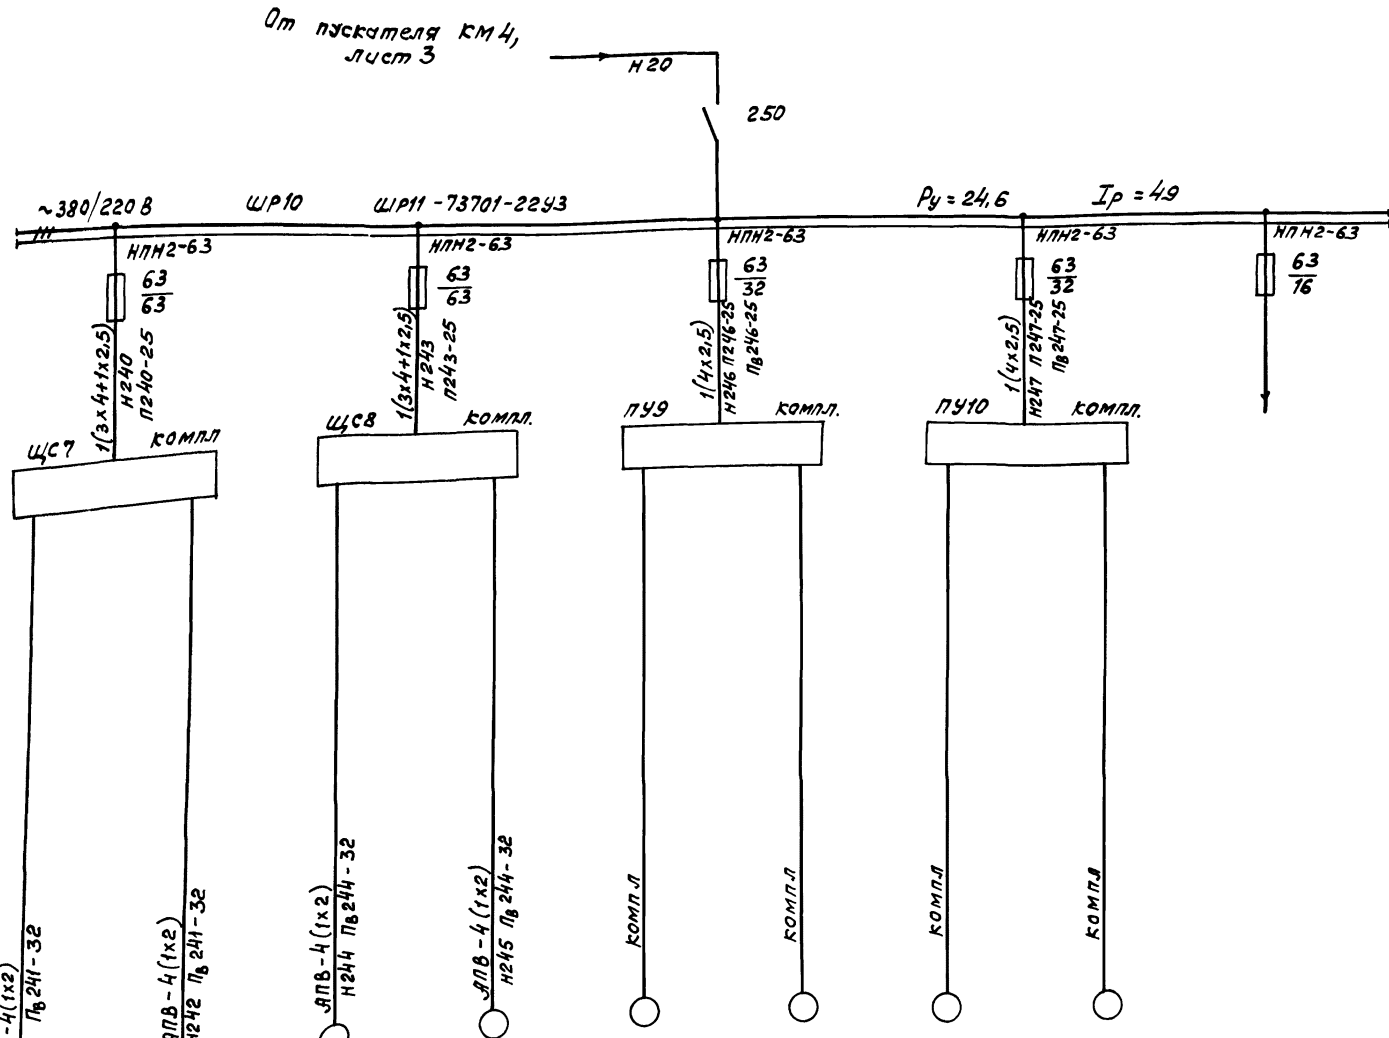 От пускателя КМ4,
лист 3
Н20
250
~380/220 В
ШР10
ШР11-73701-22У3
Ру = 24,6
Iр = 49
НПН2-63
63
63
1(3х4+1х2,5)
Н240
П240-25
НПН2-63
63
63
1(3х4+1х2,5)
Н243
П243-25
НПН2-63
63
32
1(4х2,5)
Н246 П246-25
Пв246-25
НПН2-63
63
32
1(4х2,5)
Н247 П247-25
Пв247-25
НПН2-63
63
16
ЩС7
компл
ЩС8
компл.
ПУ9
компл.
ПУ10
компл.
-4(1х2)
Пв241-32
АПВ-4(1х2)
Н242 Пв241-32
АПВ-4(1х2)
Н244 Пв244-32
АПВ-4(1х2)
Н245 Пв244-32
компл
компл
компл
компл